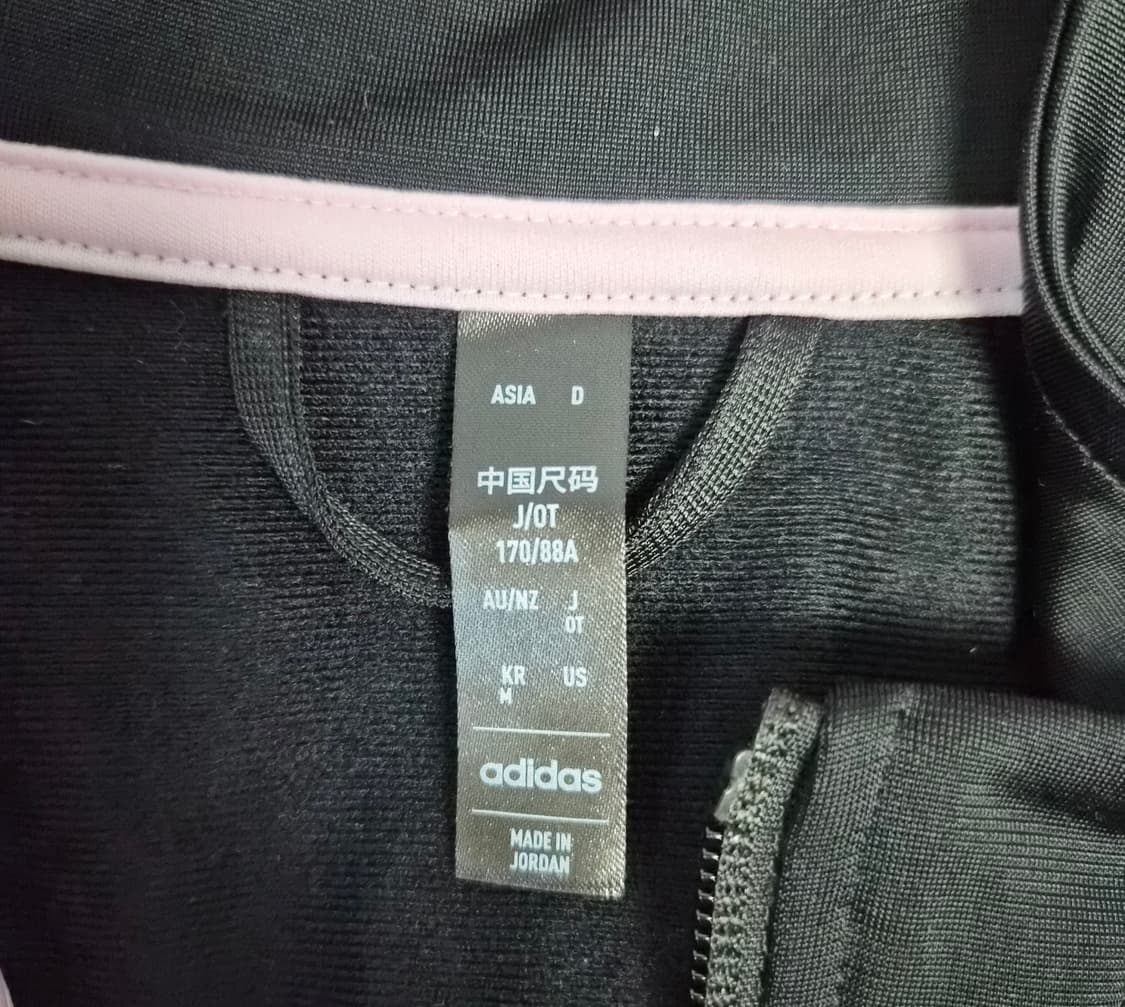 ASIA D
中国尺码
J/OT
170/88A
AU/NZ J
OT
KR US
M
adidas
MADE IN
JORDAN